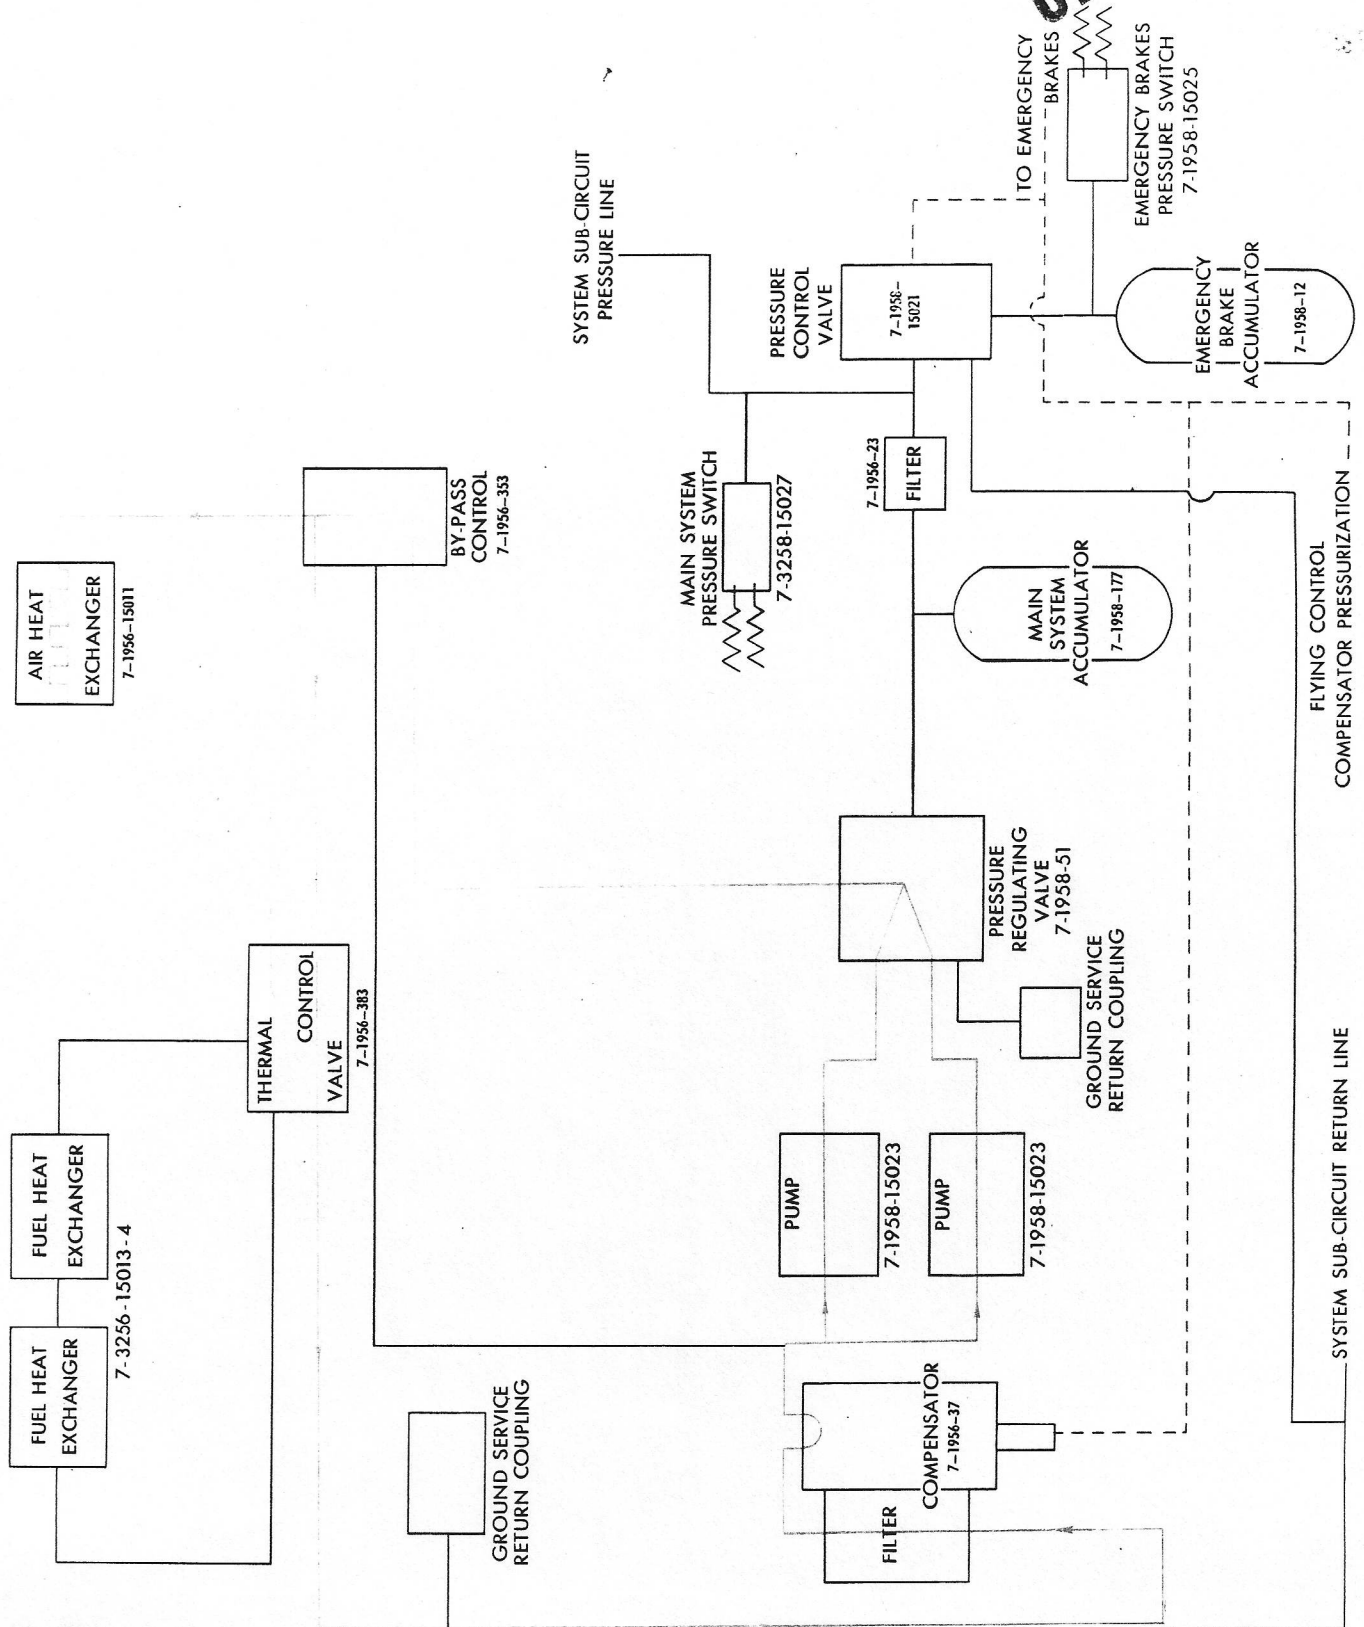 FUEL HEAT
EXCHANGER
FUEL HEAT
EXCHANGER
7-3256-15013-4
AIR HEAT
EXCHANGER
7-1956-15011
THERMAL
CONTROL
VALVE
7-1956-383
BY-PASS
CONTROL
7-1956-353
GROUND SERVICE
RETURN COUPLING
SYSTEM SUB-CIRCUIT
PRESSURE LINE
MAIN SYSTEM
PRESSURE SWITCH
7-3258-15027
PRESSURE
CONTROL
VALVE
7-1958-
15021
7-1956-23
FILTER
PUMP
7-1958-15023
PUMP
7-1958-15023
PRESSURE
REGULATING
VALVE
7-1958-51
GROUND SERVICE
RETURN COUPLING
MAIN
SYSTEM
ACCUMULATOR
7-1958-177
FILTER
COMPENSATOR
7-1956-37
TO EMERGENCY
BRAKES
EMERGENCY BRAKES
PRESSURE SWITCH
7-1958-15025
EMERGENCY
BRAKE
ACCUMULATOR
7-1958-12
FLYING CONTROL
COMPENSATOR PRESSURIZATION
SYSTEM SUB-CIRCUIT RETURN LINE